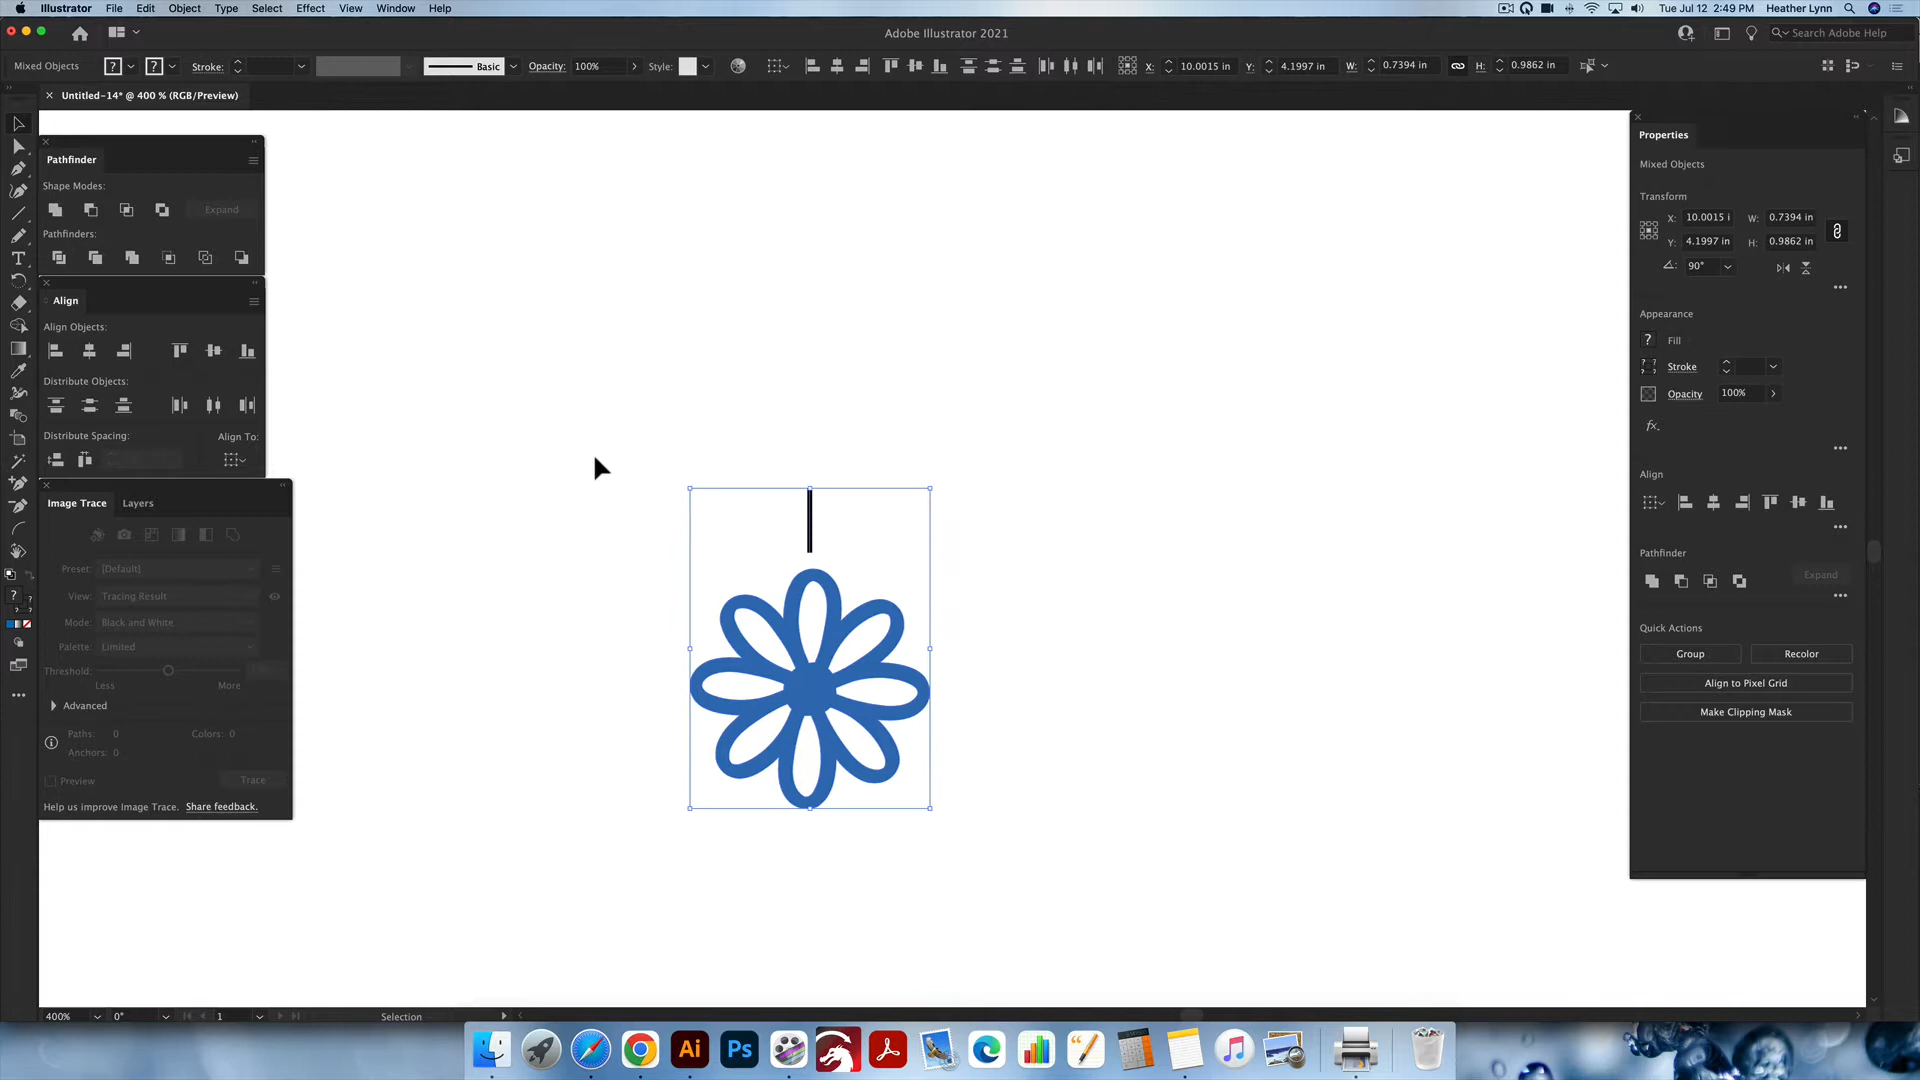 Illustrator File Edit Object Type Select Effect View Window Help Tue Jul 12 2:49 PM Heather Lynn
Adobe Illustrator 2021 Search Adobe Help
Mixed Objects ? ? Stroke: Basic Opacity: 100% Style: X: 10.0015 in Y: 4.1997 in W: 0.7394 in H: 0.9862 in
Untitled-14* @ 400 % (RGB/Preview)
Pathfinder
Shape Modes:
Expand
Pathfinders:
Align
Align Objects:
Distribute Objects:
Distribute Spacing: Align To:
Image Trace Layers
Preset: [Default]
View: Tracing Result
Mode: Black and White
Palette: Limited
Threshold:
Less More
Advanced
Paths: 0 Colors: 0
Anchors: 0
Preview Trace
Help us improve Image Trace. Share feedback.
Properties
Mixed Objects
Transform
X: 10.0015 i W: 0.7394 in
Y: 4.1997 in H: 0.9862 in
90°
Appearance
? Fill
Stroke
Opacity 100%
fx.
Align
Pathfinder
Expand
Quick Actions
Group Recolor
Align to Pixel Grid
Make Clipping Mask
400% 0° 1 Selection
Ai Ps